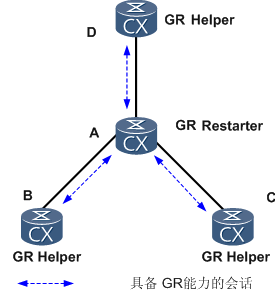 D
GR Helper
CX
A
GR Restarter
CX
B
C
CX
CX
GR Helper
GR Helper
具备 GR能力的会话